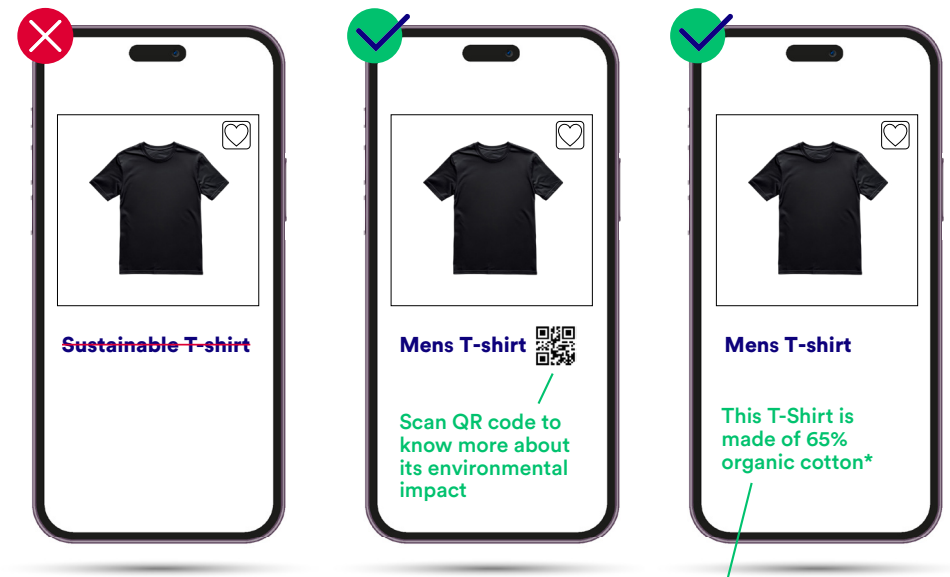 Sustainable T-shirt
Mens T-shirt
Scan QR code to
know more about
its environmental
impact
Mens T-shirt
This T-Shirt is
made of 65%
organic cotton*